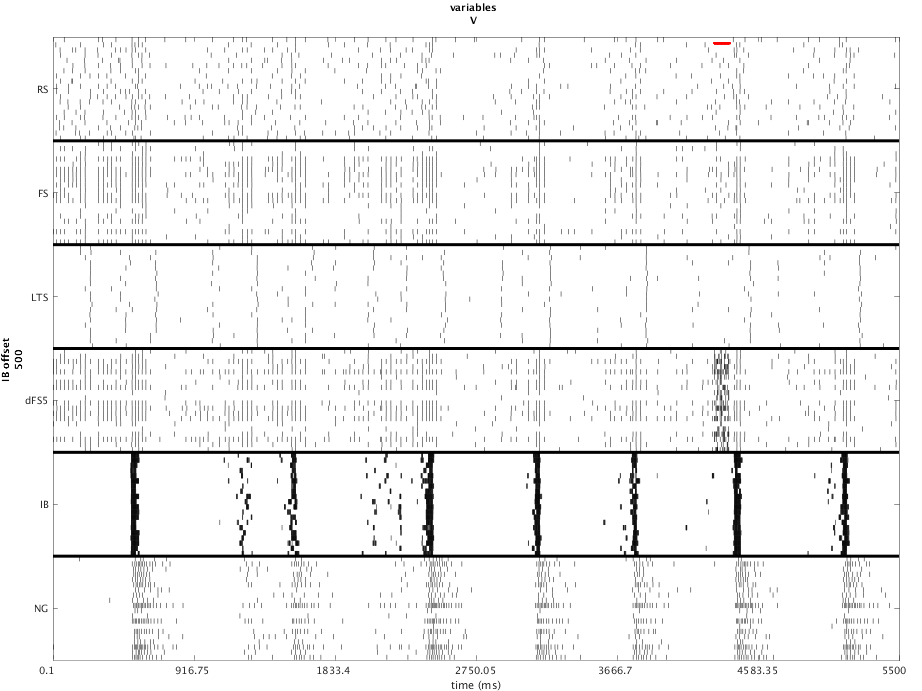 variables
V
RS
FS
LTS
IB offset
500
dFS5
IB
NG
0.1 916.75 1833.4 2750.05 3666.7 4583.35 5500
time (ms)